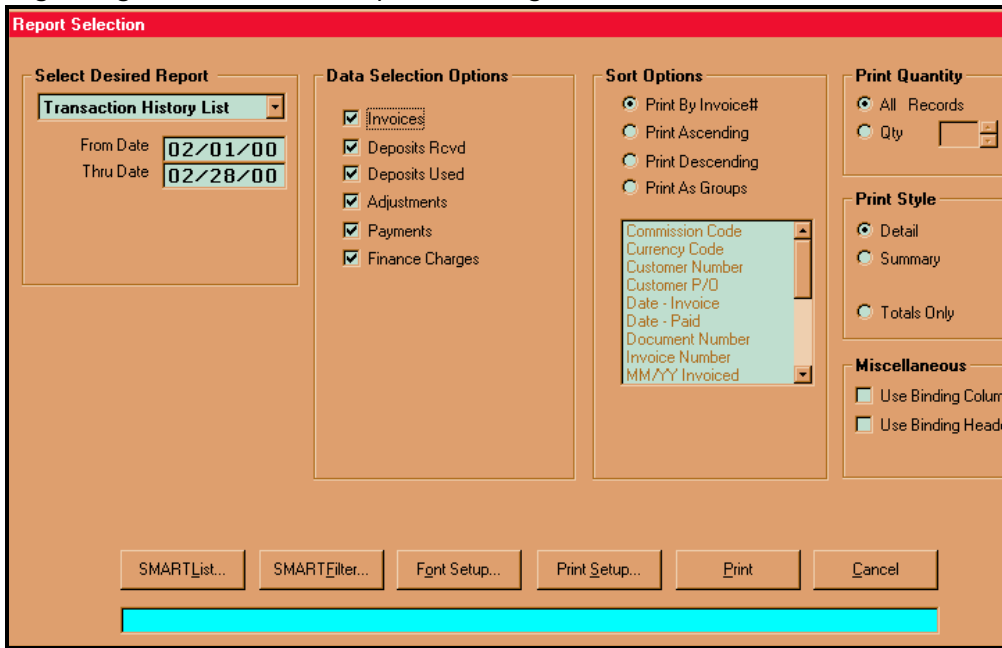 Report Selection
Select Desired Report
Transaction History List
From Date 02/01/00
Thru Date 02/28/00
Data Selection Options
Invoices
Deposits Rcvd
Deposits Used
Adjustments
Payments
Finance Charges
Sort Options
Print By Invoice#
Print Ascending
Print Descending
Print As Groups
Commission Code
Currency Code
Customer Number
Customer P/O
Date - Invoice
Date - Paid
Document Number
Invoice Number
MM/YY Invoiced
Print Quantity
All Records
Qty
Print Style
Detail
Summary
Totals Only
Miscellaneous
Use Binding Colum
Use Binding Head
SMARTList... SMARTFilter... Font Setup... Print Setup... Print Cancel